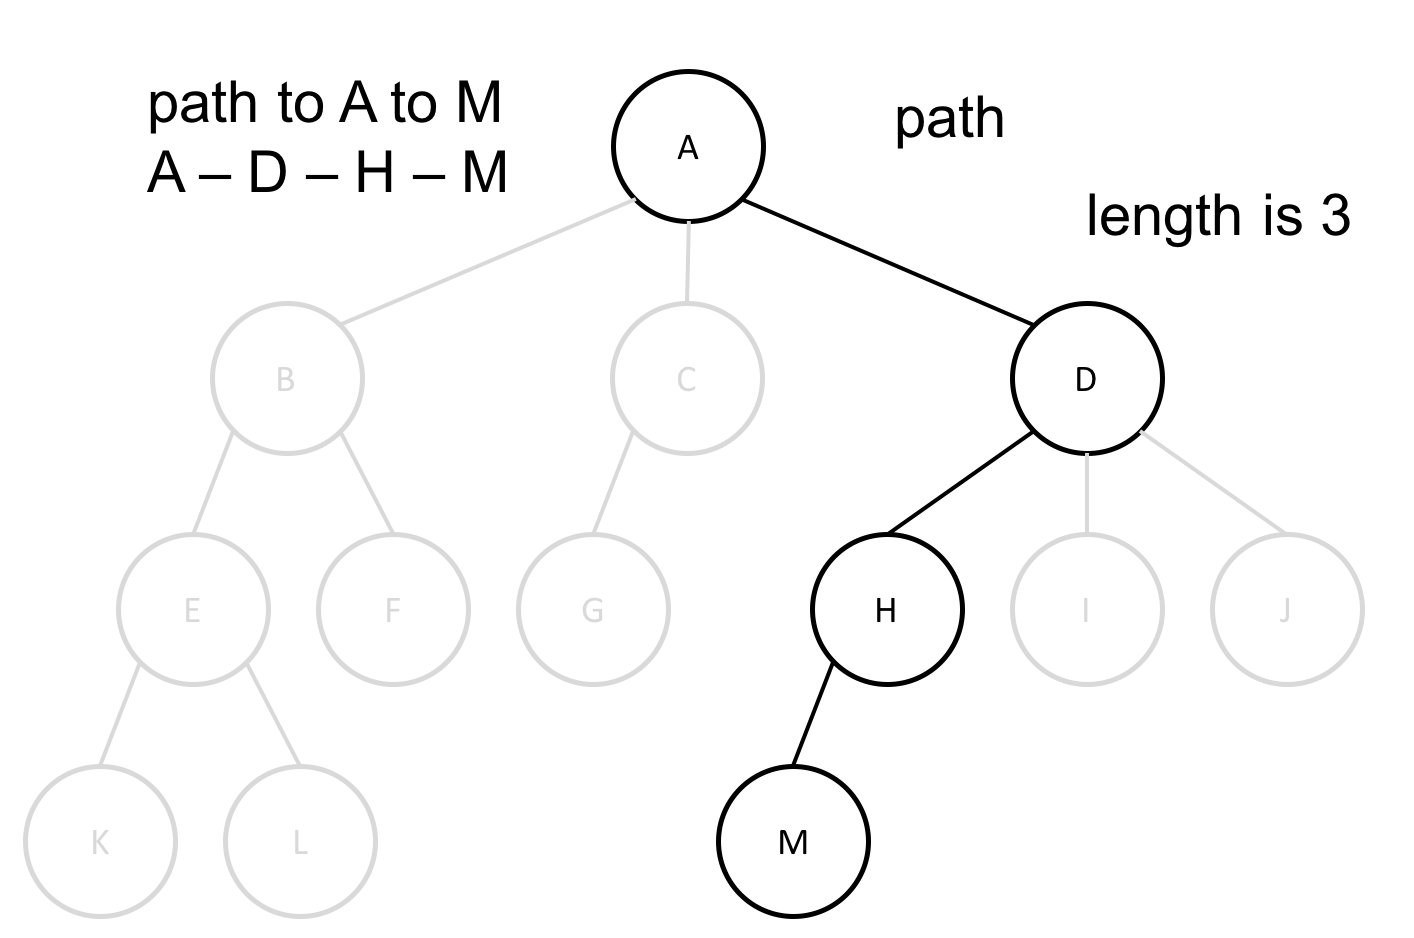 path to A to M
A – D – H – M
path
length is 3
A
B
C
D
E
F
G
H
I
J
K
L
M